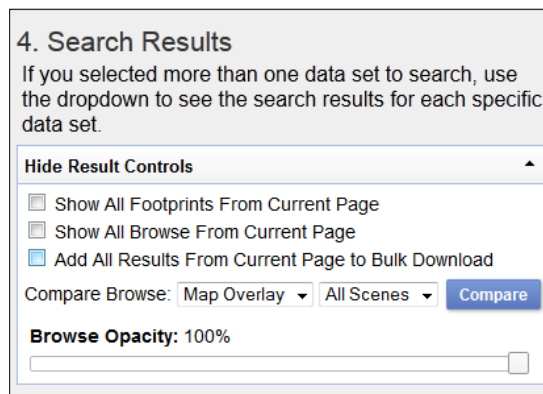 4. Search Results
If you selected more than one data set to search, use
the dropdown to see the search results for each specific
data set.
Hide Result Controls
Show All Footprints From Current Page
Show All Browse From Current Page
Add All Results From Current Page to Bulk Download
Compare Browse: Map Overlay All Scenes Compare
Browse Opacity: 100%